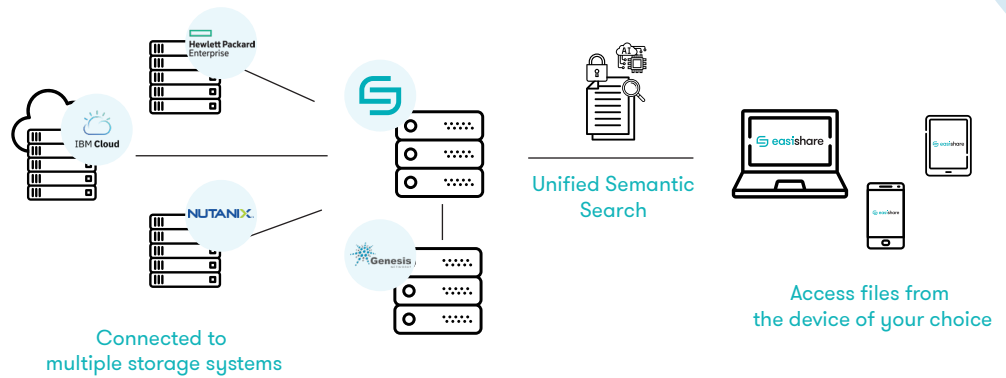 Hewlett Packard
Enterprise
IBM Cloud
NUTANIX
Genesis
AI
Unified Semantic
Search
easishare
easishare
easishare
Connected to
multiple storage systems
Access files from
the device of your choice